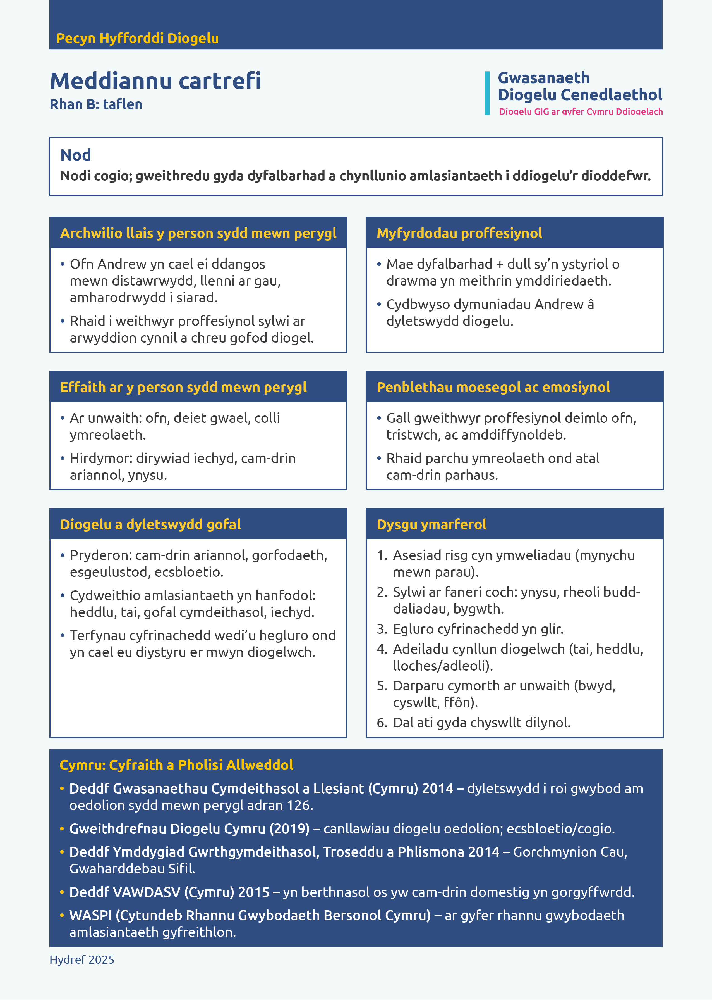 Pecyn Hyfforddi Diogelu
Meddiannu cartrefi
Rhan B: taflen
Gwasanaeth
Diogelu Cenedlaethol
Diogelu GIG ar gyfer Cymru Ddiogelach
Nod
Nodi cogio; gweithredu gyda dyfalbarhad a chynllunio amlasiantaeth i ddiogelu’r dioddefwr.
Archwilio llais y person sydd mewn perygl
• Ofn Andrew yn cael ei ddangos
mewn distawrwydd, llenni ar gau,
amharodrwydd i siarad.
• Rhaid i weithwyr proffesiynol sylwi ar
arwyddion cynnil a chreu gofod diogel.
Myfyrdodau proffesiynol
• Mae dyfalbarhad + dull sy’n ystyriol o
drawma yn meithrin ymddiriedaeth.
• Cydbwyso dymuniadau Andrew â
dyletswydd diogelu.
Effaith ar y person sydd mewn perygl
• Ar unwaith: ofn, deiet gwael, colli
ymreolaeth.
• Hirdymor: dirywiad iechyd, cam-drin
ariannol, ynysu.
Penblethau moesegol ac emosiynol
• Gall gweithwyr proffesiynol deimlo ofn,
tristwch, ac amddiffynoldeb.
• Rhaid parchu ymreolaeth ond atal
cam-drin parhaus.
Diogelu a dyletswydd gofal
• Pryderon: cam-drin ariannol, gorfodaeth,
esgeulustod, ecsbloetio.
• Cydweithio amlasiantaeth yn hanfodol:
heddlu, tai, gofal cymdeithasol, iechyd.
• Terfynau cyfrinachedd wedi’u hegluro ond
yn cael eu diystyru er mwyn diogelwch.
Dysgu ymarferol
1. Asesiad risg cyn ymweliadau (mynychu
mewn parau).
2. Sylwi ar faneri coch: ynysu, rheoli budd-
daliadau, bygwth.
3. Egluro cyfrinachedd yn glir.
4. Adeiladu cynllun diogelwch (tai, heddlu,
lloches/adleoli).
5. Darparu cymorth ar unwaith (bwyd,
cyswllt, ffôn).
6. Dal ati gyda chyswllt dilynol.
Cymru: Cyfraith a Pholisi Allweddol
• Deddf Gwasanaethau Cymdeithasol a Llesiant (Cymru) 2014 – dyletswydd i roi gwybod am
oedolion sydd mewn perygl adran 126.
• Gweithdrefnau Diogelu Cymru (2019) – canllawiau diogelu oedolion; ecsbloetio/cogio.
• Deddf Ymddygiad Gwrthgymdeithasol, Troseddu a Phlismona 2014 – Gorchmynion Cau,
Gwaharddebau Sifil.
• Deddf VAWDASV (Cymru) 2015 – yn berthnasol os yw cam-drin domestig yn gorgyffwrdd.
• WASPI (Cytundeb Rhannu Gwybodaeth Bersonol Cymru) – ar gyfer rhannu gwybodaeth
amlasiantaeth gyfreithlon.
Hydref 2025